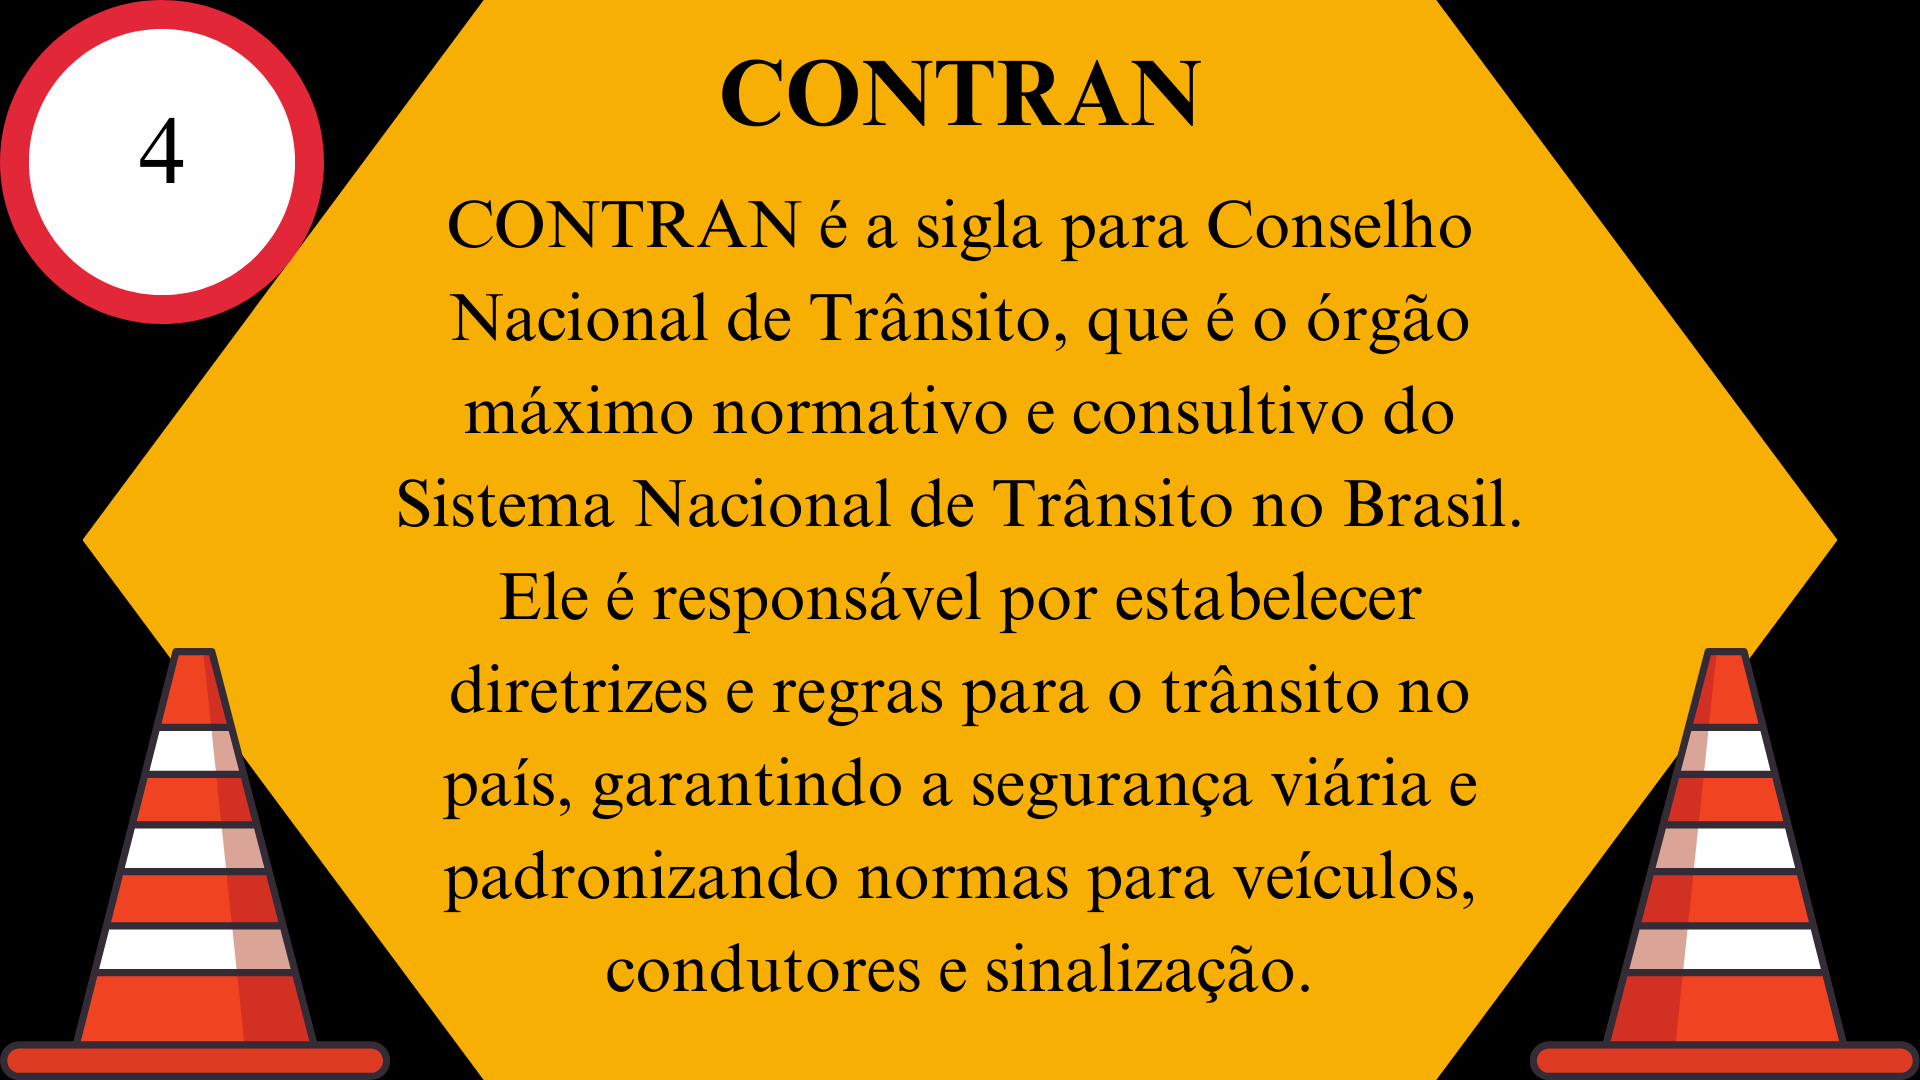 4
CONTRAN
CONTRAN é a sigla para Conselho
Nacional de Trânsito, que é o órgão
máximo normativo e consultivo do
Sistema Nacional de Trânsito no Brasil.
Ele é responsável por estabelecer
diretrizes e regras para o trânsito no
país, garantindo a segurança viária e
padronizando normas para veículos,
condutores e sinalização.